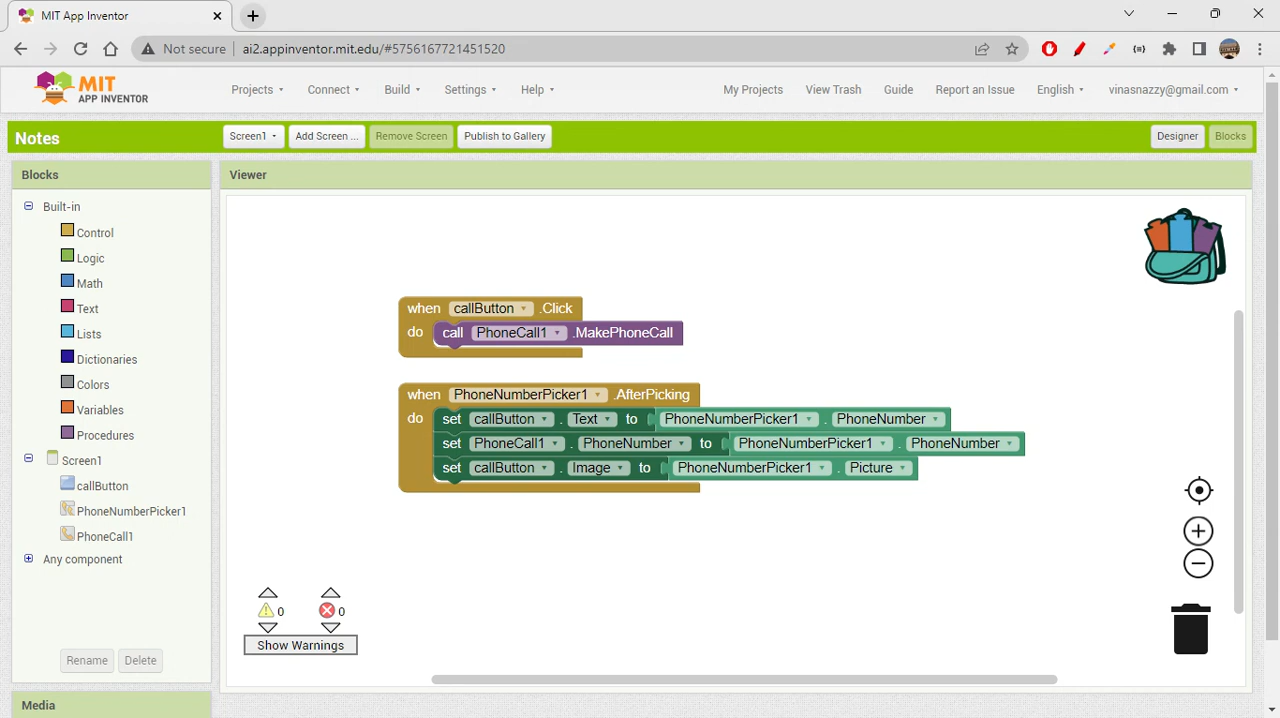 MIT App Inventor
Not secure
ai2.appinventor.mit.edu/#5756167721451520
MIT
APP INVENTOR
Projects
Connect
Build
Settings
Help
My Projects
View Trash
Guide
Report an Issue
English
vinasnazzy@gmail.com
Notes
Screen1
Add Screen ...
Remove Screen
Publish to Gallery
Designer
Blocks
Blocks
Built-in
Control
Logic
Math
Text
Lists
Dictionaries
Colors
Variables
Procedures
Screen1
callButton
PhoneNumberPicker1
PhoneCall1
Any component
Rename
Delete
Media
Viewer
when callButton .Click
do call PhoneCall1 .MakePhoneCall
when PhoneNumberPicker1 .AfterPicking
do set callButton . Text to PhoneNumberPicker1 . PhoneNumber
set PhoneCall1 . PhoneNumber to PhoneNumberPicker1 . PhoneNumber
set callButton . Image to PhoneNumberPicker1 . Picture
0
0
Show Warnings